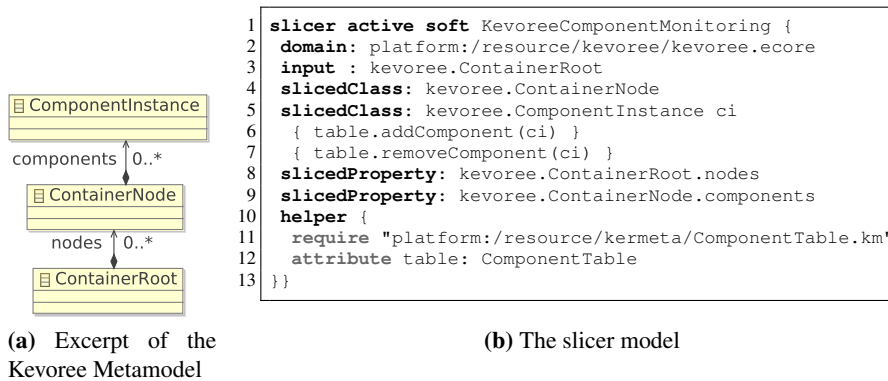 ComponentInstance
components 0..*
ContainerNode
nodes 0..*
ContainerRoot
(a) Excerpt of the
Kevoree Metamodel
1 slicer active soft KevoreeComponentMonitoring {
2 domain: platform:/resource/kevoree/kevoree.ecore
3 input : kevoree.ContainerRoot
4 slicedClass: kevoree.ContainerNode
5 slicedClass: kevoree.ComponentInstance ci
6 { table.addComponent(ci) }
7 { table.removeComponent(ci) }
8 slicedProperty: kevoree.ContainerRoot.nodes
9 slicedProperty: kevoree.ContainerNode.components
10 helper {
11 require "platform:/resource/kermeta/ComponentTable.km"
12 attribute table: ComponentTable
13 }}
(b) The slicer model